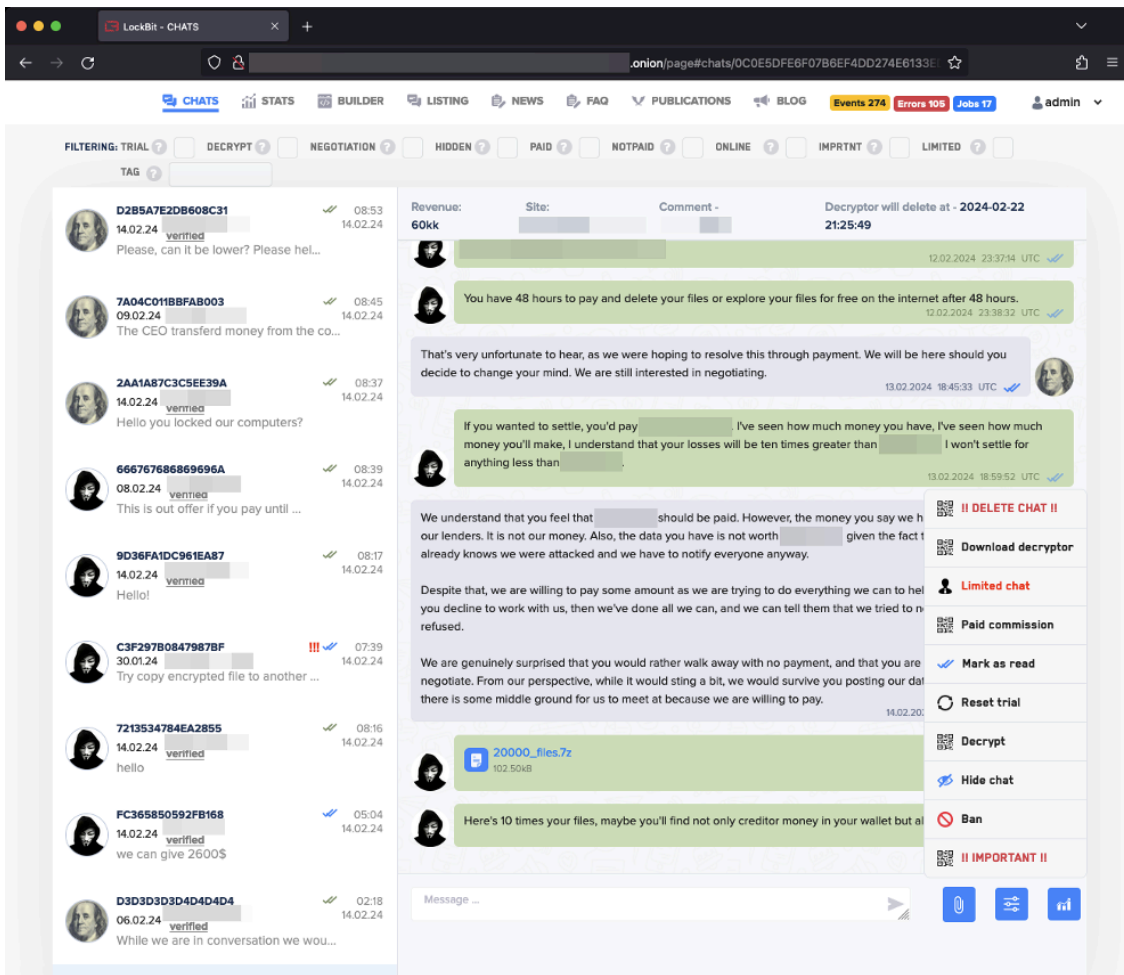 LockBit - CHATS
.onion/page#chats/0C0E5DFE6F07B6EF4DD274E6133E
CHATS STATS BUILDER LISTING NEWS FAQ PUBLICATIONS BLOG Events 274 Errors 105 Jobs 17 admin
FILTERING: TRIAL ? DECRYPT ? NEGOTIATION ? HIDDEN ? PAID ? NOTPAID ? ONLINE ? IMPRTNT ? LIMITED ?
TAG ?
D2B5A7E2DB608C31 08:53
14.02.24 verified 14.02.24
Please, can it be lower? Please hel...
7A04C011BBFAB003 08:45
09.02.24 14.02.24
The CEO transferd money from the co...
2AA1A87C3C5EE39A 08:37
14.02.24 verified 14.02.24
Hello you locked our computers?
666767686869696A 08:39
08.02.24 verified 14.02.24
This is out offer if you pay until ...
9D36FA1DC961EA87 08:17
14.02.24 verified 14.02.24
Hello!
C3F297B0847987BF !!! 07:39
30.01.24 14.02.24
Try copy encrypted file to another ...
7213534784EA2855 08:16
14.02.24 verified 14.02.24
hello
FC365850592FB168 05:04
14.02.24 verified 14.02.24
we can give 2600$
D3D3D3D3D4D4D4D4 02:18
06.02.24 verified 14.02.24
While we are in conversation we wou...
Revenue: Site: Comment - Decryptor will delete at - 2024-02-22
60kk 21:25:49
12.02.2024 23:37:14 UTC
You have 48 hours to pay and delete your files or explore your files for free on the internet after 48 hours.
12.02.2024 23:38:32 UTC
That's very unfortunate to hear, as we were hoping to resolve this through payment. We will be here should you
decide to change your mind. We are still interested in negotiating.
13.02.2024 18:45:33 UTC
If you wanted to settle, you'd pay . I've seen how much money you have, I've seen how much
money you'll make, I understand that your losses will be ten times greater than I won't settle for
anything less than .
13.02.2024 18:59:52 UTC
We understand that you feel that should be paid. However, the money you say we h
our lenders. It is not our money. Also, the data you have is not worth given the fact t
already knows we were attacked and we have to notify everyone anyway.
Despite that, we are willing to pay some amount as we are trying to do everything we can to hel
you decline to work with us, then we've done all we can, and we can tell them that we tried to n
refused.
We are genuinely surprised that you would rather walk away with no payment, and that you are
negotiate. From our perspective, while it would sting a bit, we would survive you posting our dat
there is some middle ground for us to meet at because we are willing to pay.
14.02.202
20000_files.7z
102.50kB
Here's 10 times your files, maybe you'll find not only creditor money in your wallet but al
!! DELETE CHAT !!
Download decryptor
Limited chat
Paid commission
Mark as read
Reset trial
Decrypt
Hide chat
Ban
!! IMPORTANT !!
Message ...